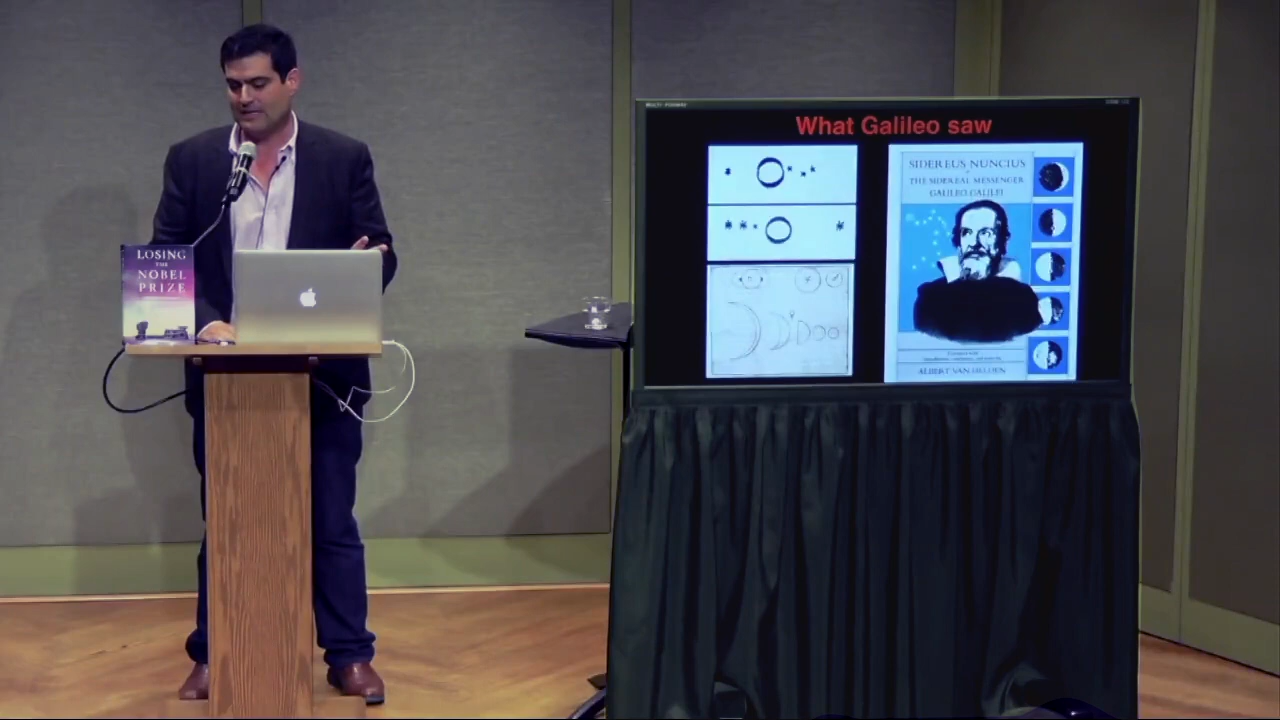 LOSING
THE
NOBEL
PRIZE
What Galileo saw
SIDEREUS NUNCIUS
THE SIDEREAL MESSENGER
GALILEO GALILEI
ALBERT VAN HELDEN